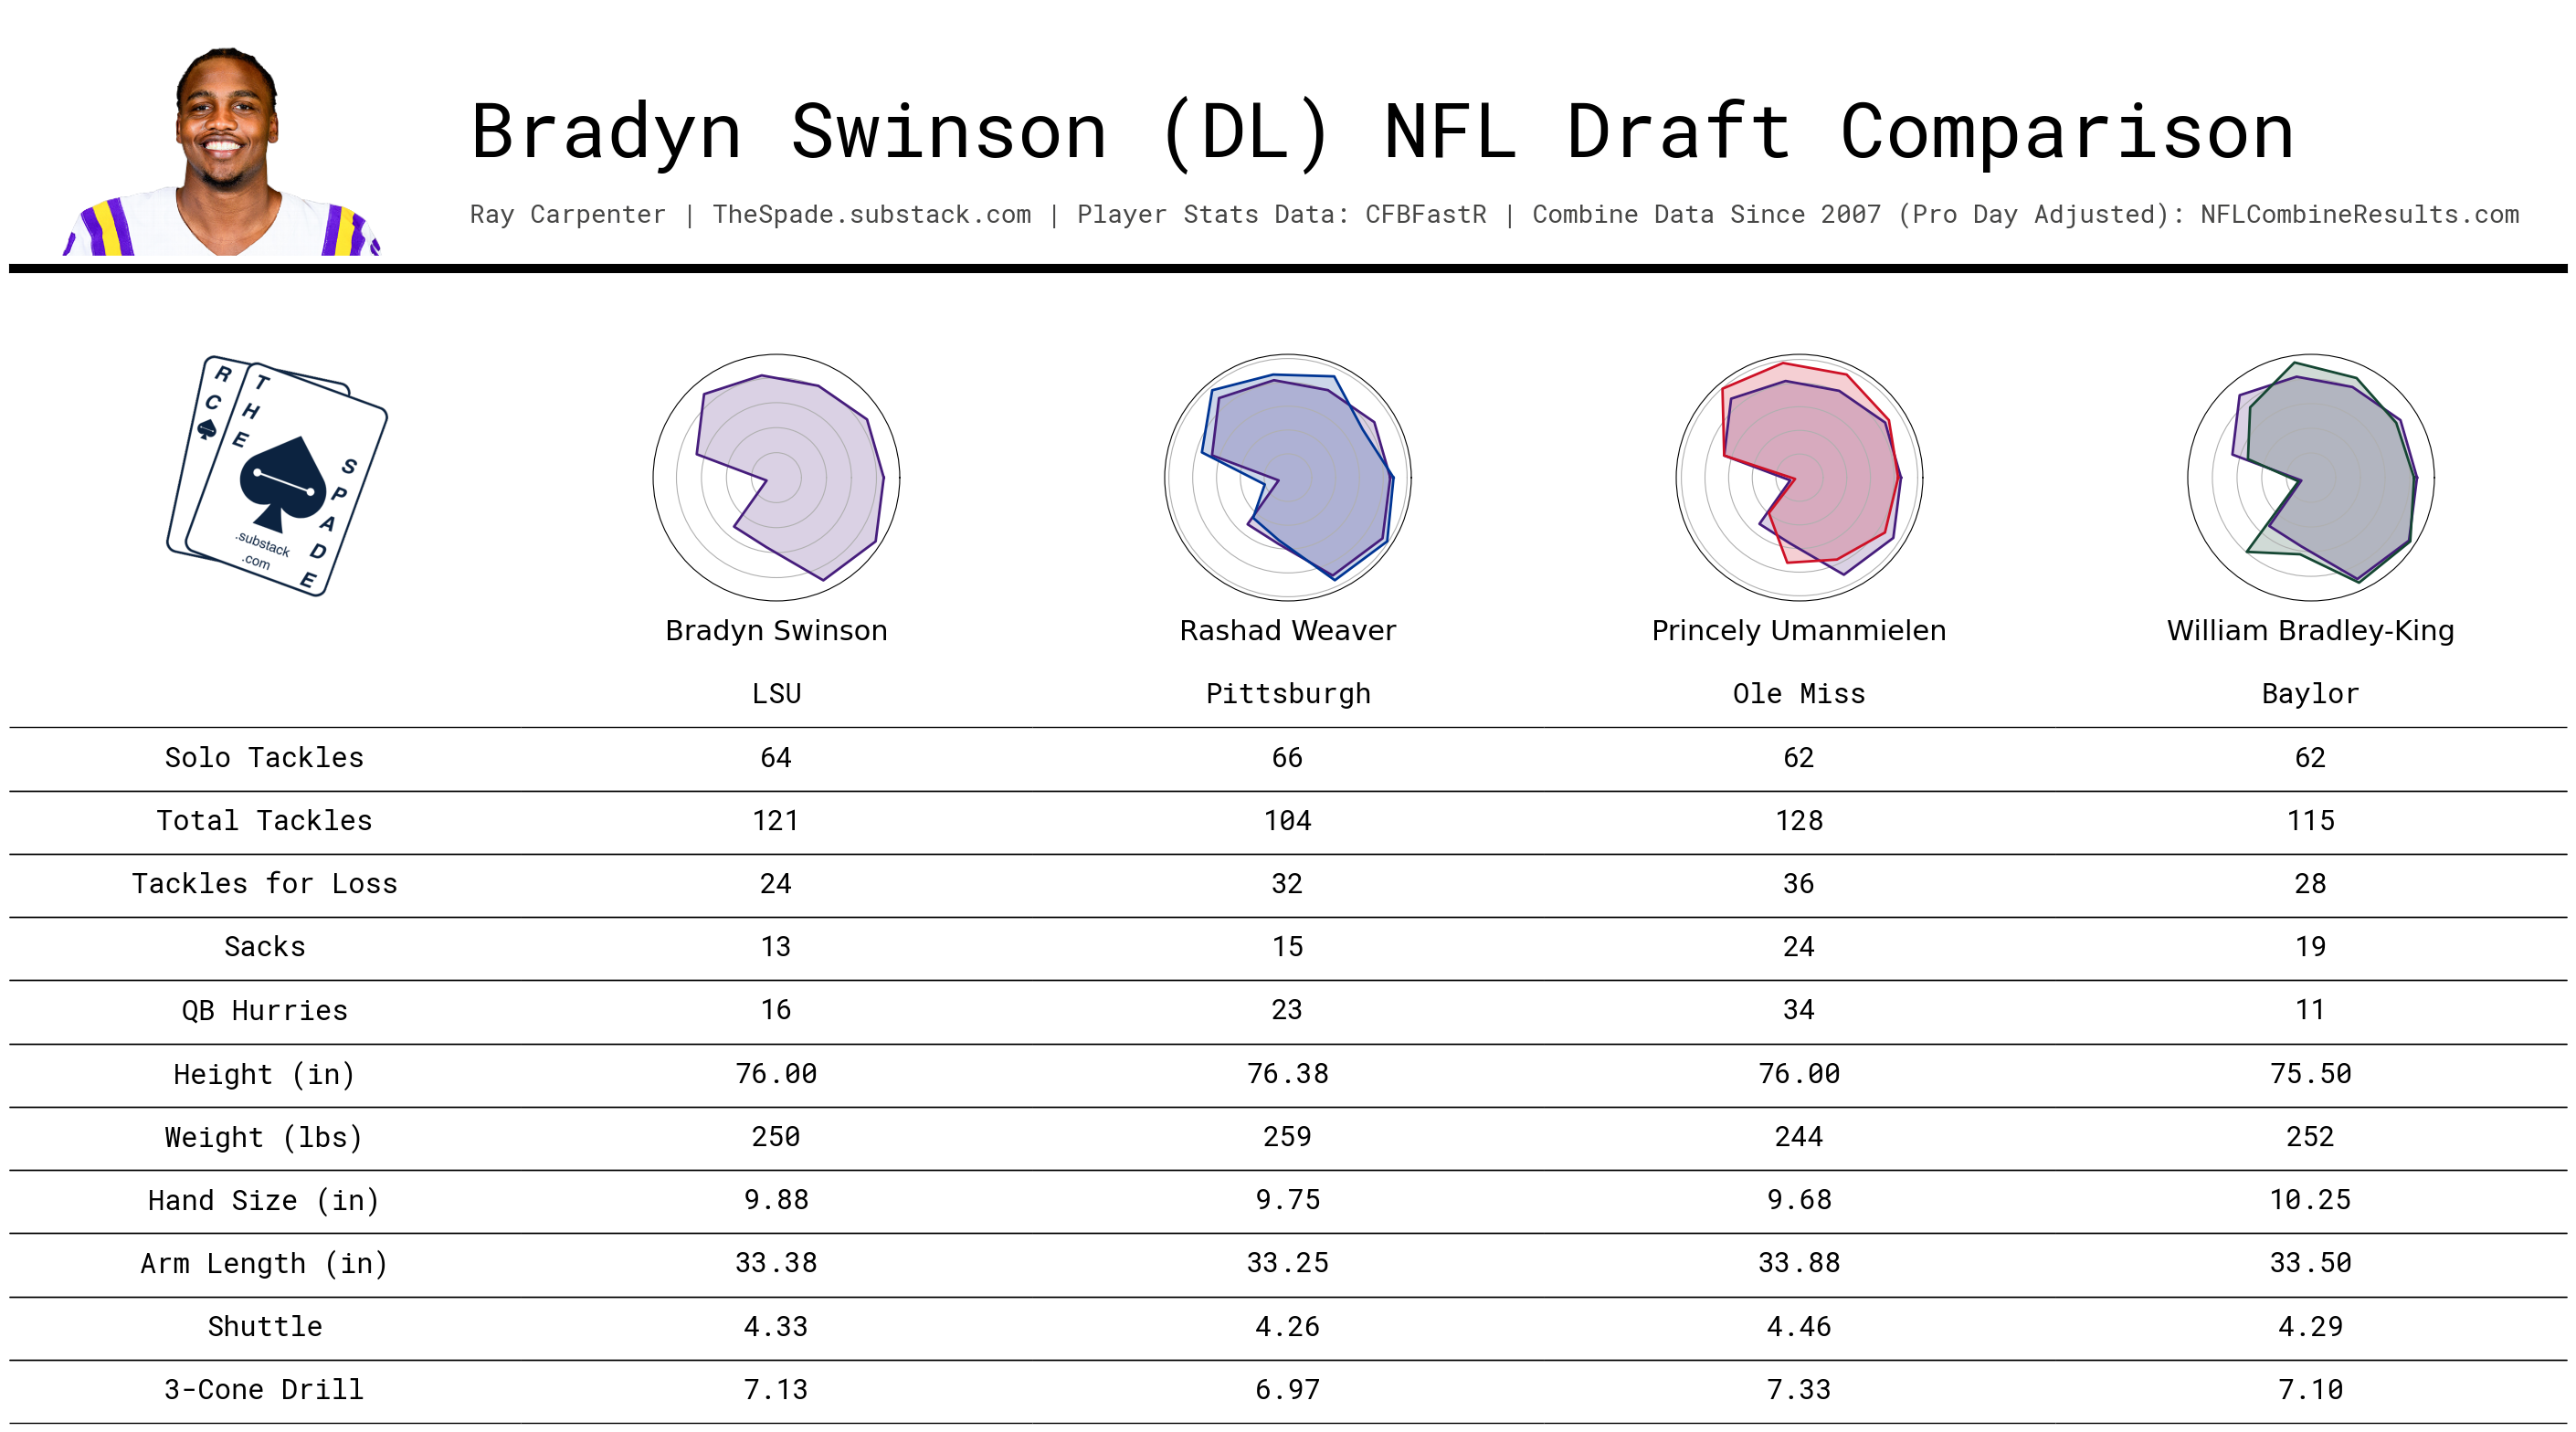 Bradyn Swinson (DL) NFL Draft Comparison
Ray Carpenter | TheSpade.substack.com | Player Stats Data: CFBFastR | Combine Data Since 2007 (Pro Day Adjusted): NFLCombineResults.com
RC
THE
SPADE
.substack
.com
Bradyn Swinson Rashad Weaver Princely Umanmielen William Bradley-King
LSU Pittsburgh Ole Miss Baylor
Solo Tackles 64 66 62 62
Total Tackles 121 104 128 115
Tackles for Loss 24 32 36 28
Sacks 13 15 24 19
QB Hurries 16 23 34 11
Height (in) 76.00 76.38 76.00 75.50
Weight (lbs) 250 259 244 252
Hand Size (in) 9.88 9.75 9.68 10.25
Arm Length (in) 33.38 33.25 33.88 33.50
Shuttle 4.33 4.26 4.46 4.29
3-Cone Drill 7.13 6.97 7.33 7.10